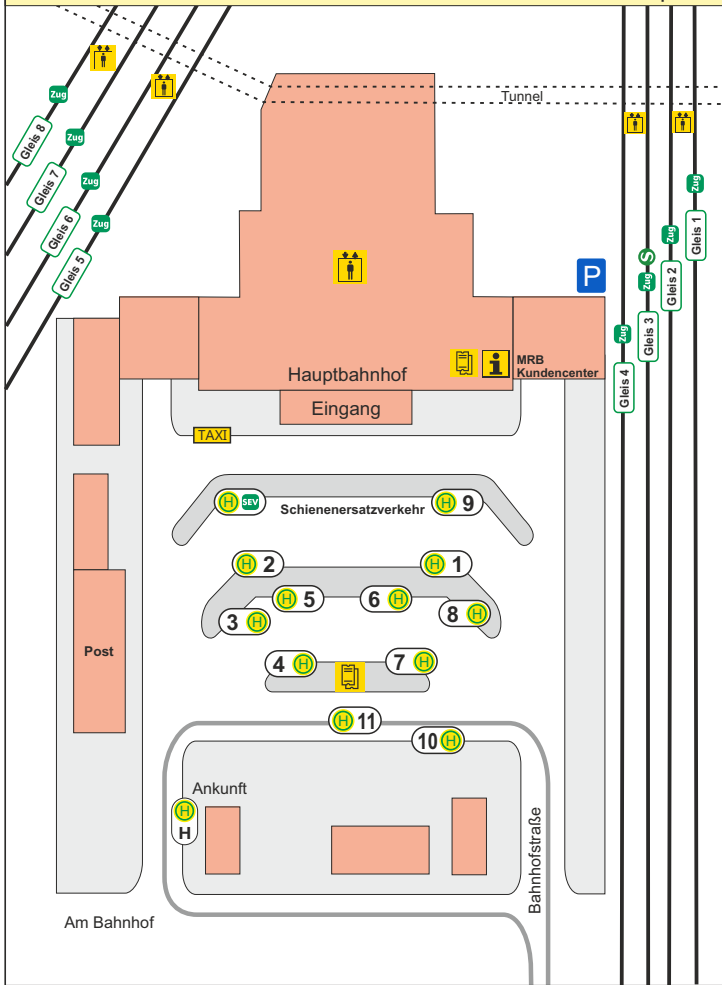 Tunnel
Zug
Gleis 8
Zug
Gleis 7
Zug
Gleis 6
Zug
Gleis 5
Zug
Gleis 1
Zug
Gleis 2
S
Zug
Gleis 3
Zug
Gleis 4
P
i
MRB
Kundencenter
Hauptbahnhof
Eingang
TAXI
H SEV
Schienenersatzverkehr
H 9
H 2
H 1
H 5
6 H
3 H
8 H
Post
4 H
7 H
H 11
10 H
Ankunft
H
H
Bahnhofstraße
Am Bahnhof